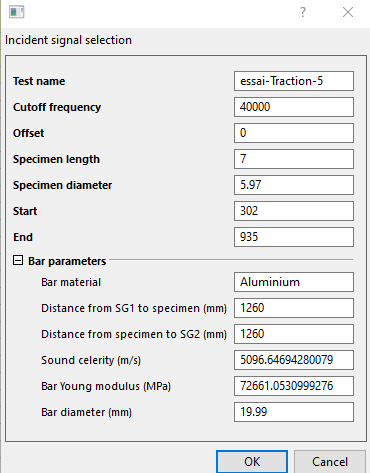 ?
Incident signal selection
Test name essai-Traction-5
Cutoff frequency 40000
Offset 0
Specimen length 7
Specimen diameter 5.97
Start 302
End 935
Bar parameters
Bar material Aluminium
Distance from SG1 to specimen (mm) 1260
Distance from specimen to SG2 (mm) 1260
Sound celerity (m/s) 5096.64694280079
Bar Young modulus (MPa) 72661.0530999276
Bar diameter (mm) 19.99
OK Cancel